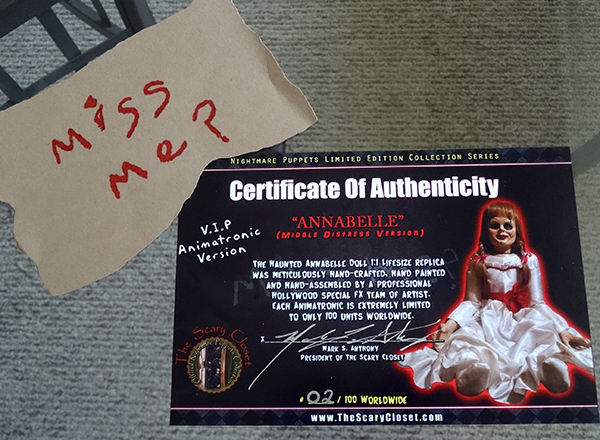 Miss
Me?
Nightmare Puppets Limited Edition Collection Series
Certificate Of Authenticity
V.I.P
Animatronic
Version
"ANNABELLE"
(Middle Distress Version)
The Haunted Annabelle Doll 1:1 Lifesize Replica
was meticulously hand-crafted, hand painted
and hand-assembled by a professional
Hollywood Special FX team of artist.
Each Animatronic is extremely limited
to only 100 units worldwide.
X
Mark S. Anthony
President of The Scary Closet
The Scary Closet
# 02 / 100 Worldwide
www.TheScaryCloset.com